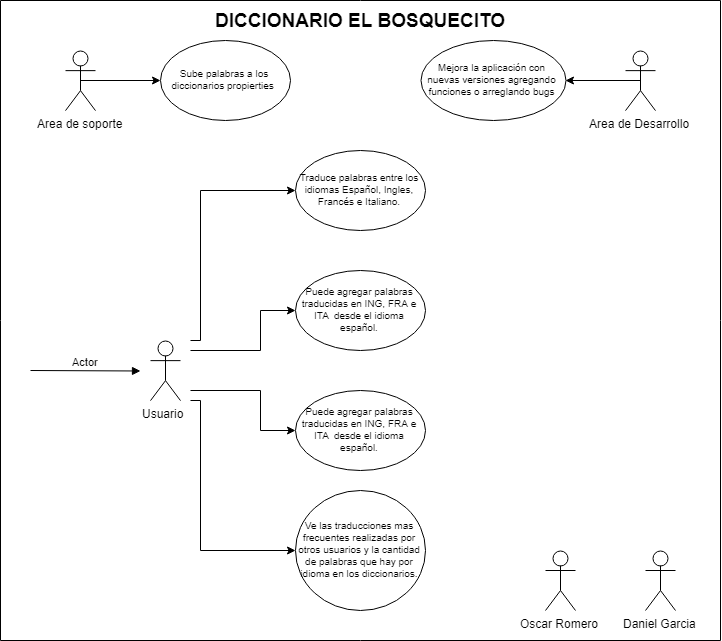 DICCIONARIO EL BOSQUECITO
Sube palabras a los
diccionarios propierties
Area de soporte
Mejora la aplicación con
nuevas versiones agregando
funciones o arreglando bugs
Area de Desarrollo
Traduce palabras entre los
idiomas Español, Ingles,
Francés e Italiano.
Puede agregar palabras
traducidas en ING, FRA e
ITA desde el idioma
español.
Actor
Usuario
Puede agregar palabras
traducidas en ING, FRA e
ITA desde el idioma
español.
Ve las traducciones mas
frecuentes realizadas por
otros usuarios y la cantidad
de palabras que hay por
idioma en los diccionarios.
Oscar Romero
Daniel Garcia